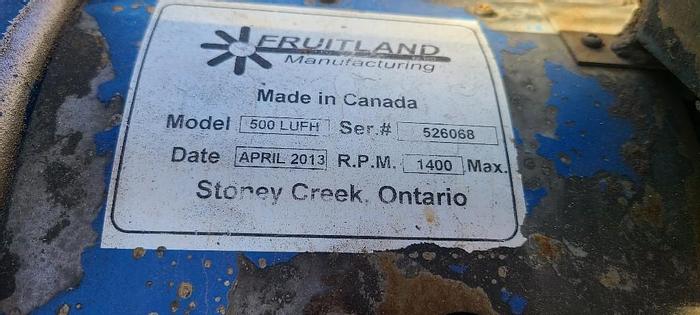 FRUITLAND
Manufacturing
Made in Canada
Model 500 LUFH Ser.# 526068
Date APRIL 2013 R.P.M. 1400 Max.
Stoney Creek, Ontario